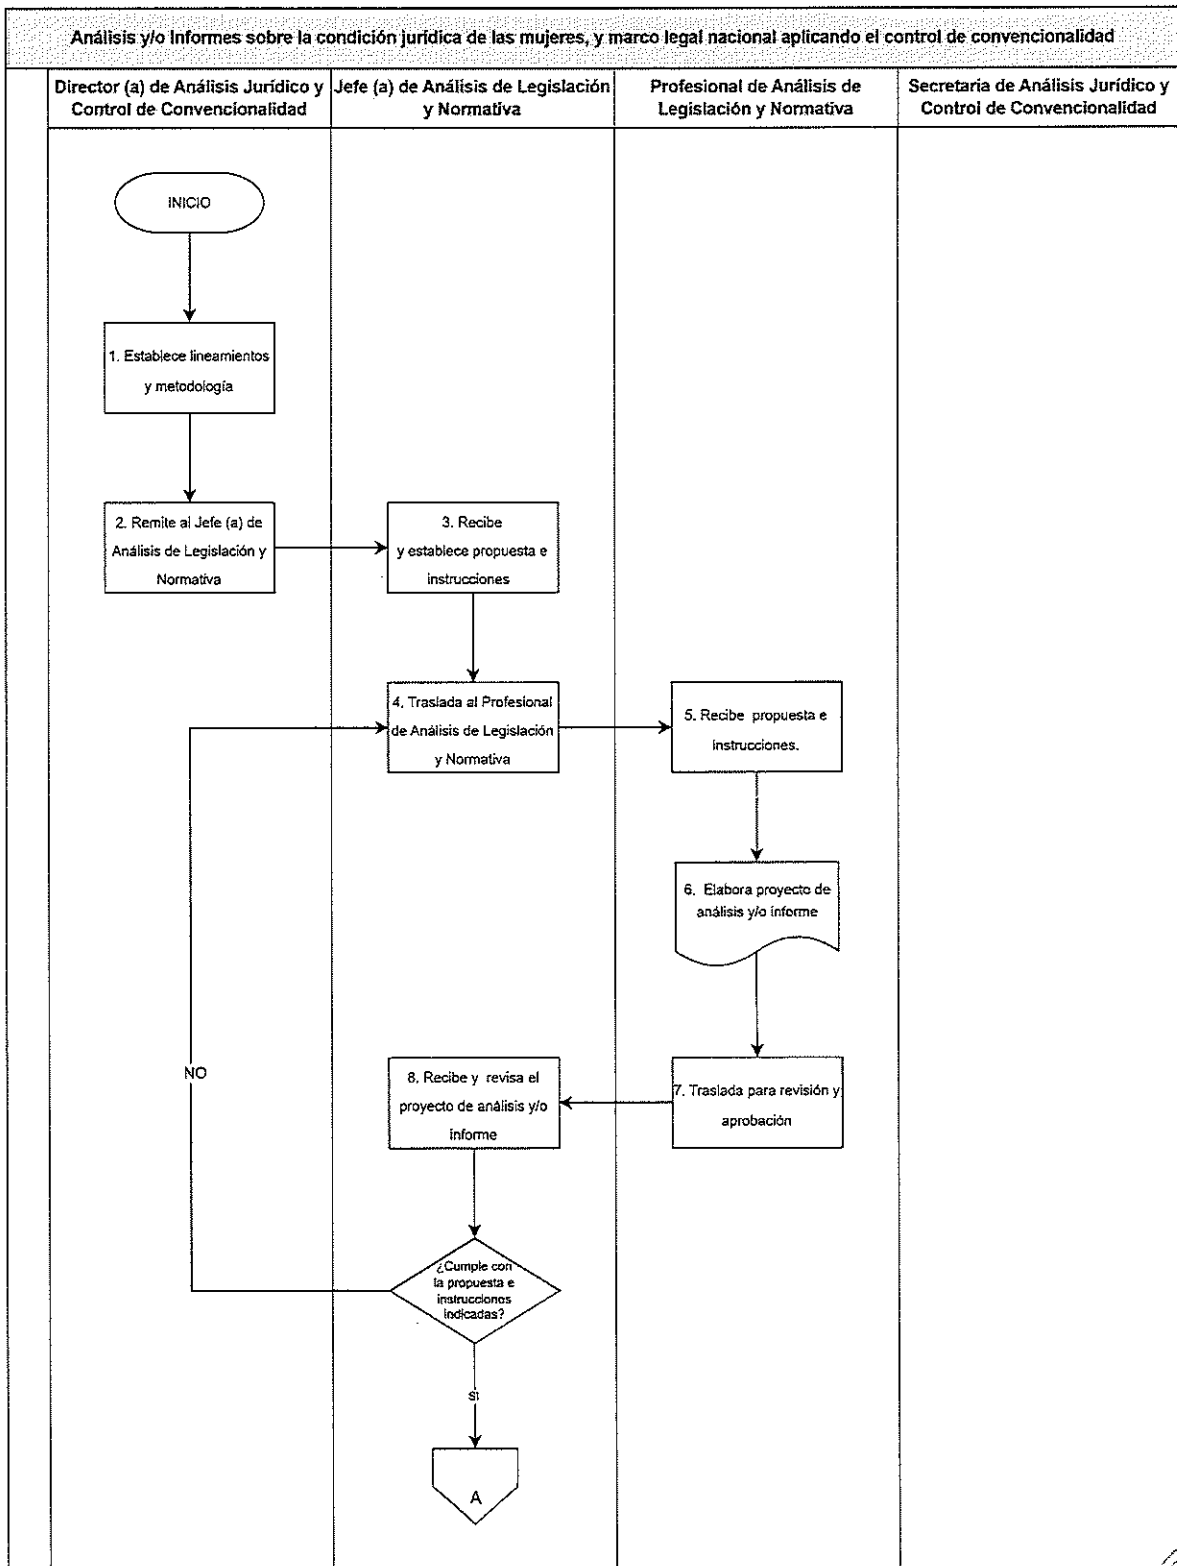 Análisis y/o Informes sobre la condición jurídica de las mujeres, y marco legal nacional aplicando el control de convencionalidad
Director (a) de Análisis Jurídico y
Control de Convencionalidad
Jefe (a) de Análisis de Legislación
y Normativa
Profesional de Análisis de
Legislación y Normativa
Secretaria de Análisis Jurídico y
Control de Convencionalidad
INICIO
1. Establece lineamientos
y metodología
2. Remite al Jefe (a) de
Análisis de Legislación y
Normativa
3. Recibe
y establece propuesta e
instrucciones
4. Traslada al Profesional
de Análisis de Legislación
y Normativa
5. Recibe propuesta e
instrucciones.
6. Elabora proyecto de
análisis y/o informe
7. Traslada para revisión y
aprobación
8. Recibe y revisa el
proyecto de análisis y/o
informe
NO
¿Cumple con
la propuesta e
instrucciones
indicadas?
SI
A